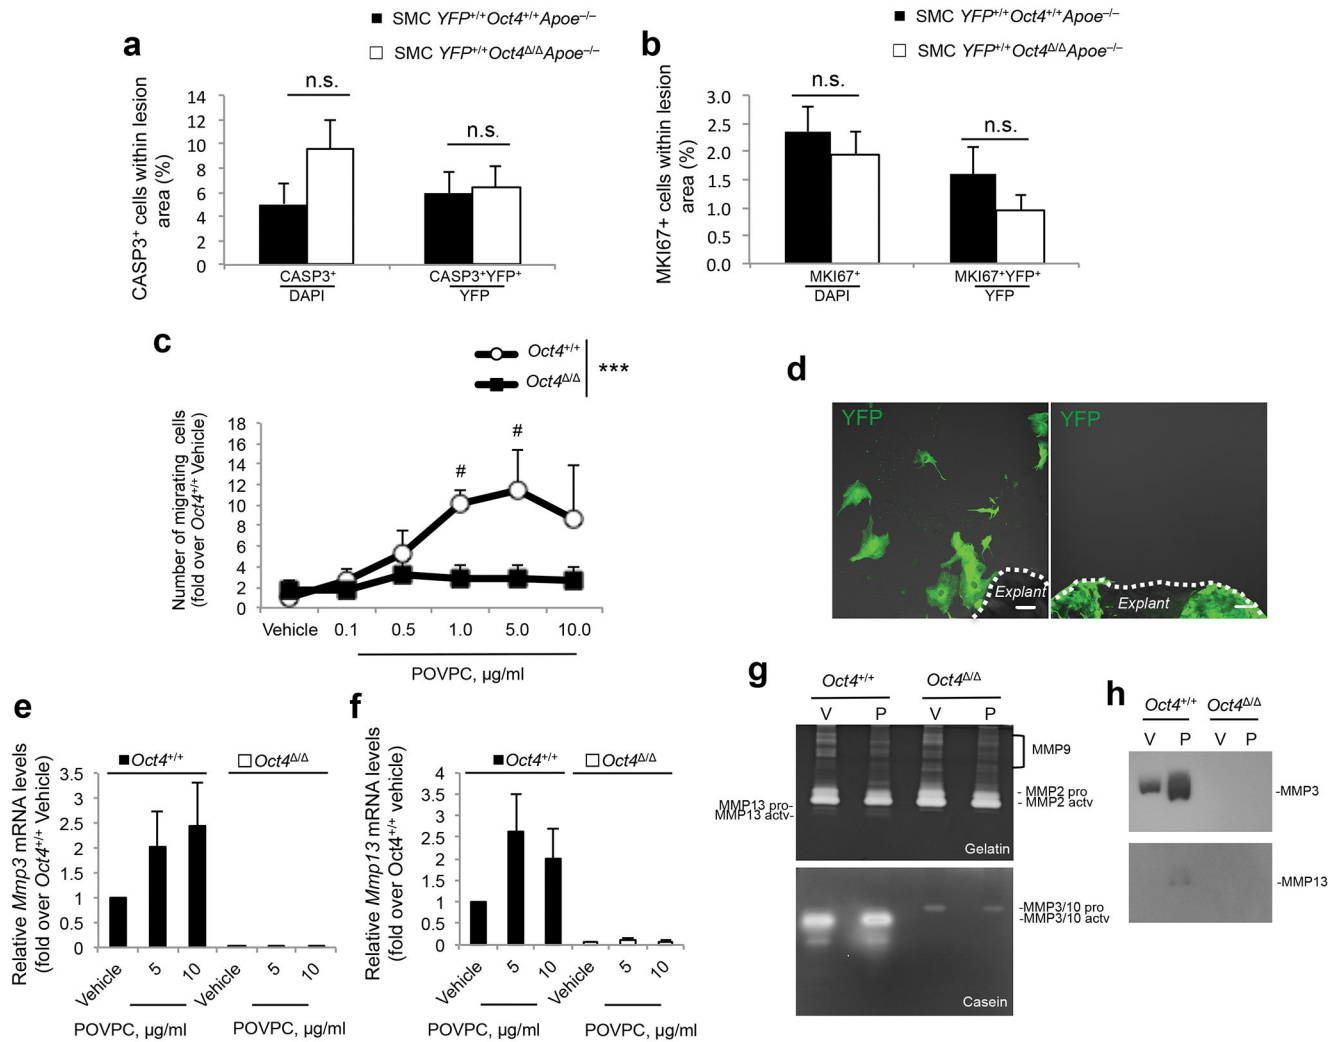 a
SMC YFP+/+Oct4+/+Apoe–/–
SMC YFP+/+Oct4Δ/ΔApoe–/–
CASP3+ cells within lesion
area (%)
14
12
10
8
6
4
2
0
n.s.
n.s.
CASP3+
DAPI
CASP3+YFP+
YFP
b
SMC YFP+/+Oct4+/+Apoe–/–
SMC YFP+/+Oct4Δ/ΔApoe–/–
MKI67+ cells within lesion
area (%)
3.0
2.5
2.0
1.5
1.0
0.5
0.0
n.s.
n.s.
MKI67+
DAPI
MKI67+YFP+
YFP
c
Oct4+/+
Oct4Δ/Δ
***
Number of migrating cells
(fold over Oct4+/+ Vehicle)
18
16
14
12
10
8
6
4
2
0
#
#
Vehicle 0.1 0.5 1.0 5.0 10.0
POVPC, µg/ml
d
YFP
Explant
YFP
Explant
e
Oct4+/+
Oct4Δ/Δ
Relative Mmp3 mRNA levels
(fold over Oct4+/+ Vehicle)
3.5
3
2.5
2
1.5
1
0.5
0
Vehicle 5 10 Vehicle 5 10
POVPC, µg/ml POVPC, µg/ml
f
Oct4+/+
Oct4Δ/Δ
Relative Mmp13 mRNA levels
(fold over Oct4+/+ vehicle)
4
3.5
3
2.5
2
1.5
1
0.5
0
Vehicle 5 10 Vehicle 5 10
POVPC, µg/ml POVPC, µg/ml
g
Oct4+/+ Oct4Δ/Δ
V P V P
MMP9
-MMP2 pro
-MMP2 actv
MMP13 pro-
MMP13 actv-
Gelatin
-MMP3/10 pro
-MMP3/10 actv
Casein
h
Oct4+/+ Oct4Δ/Δ
V P V P
-MMP3
-MMP13